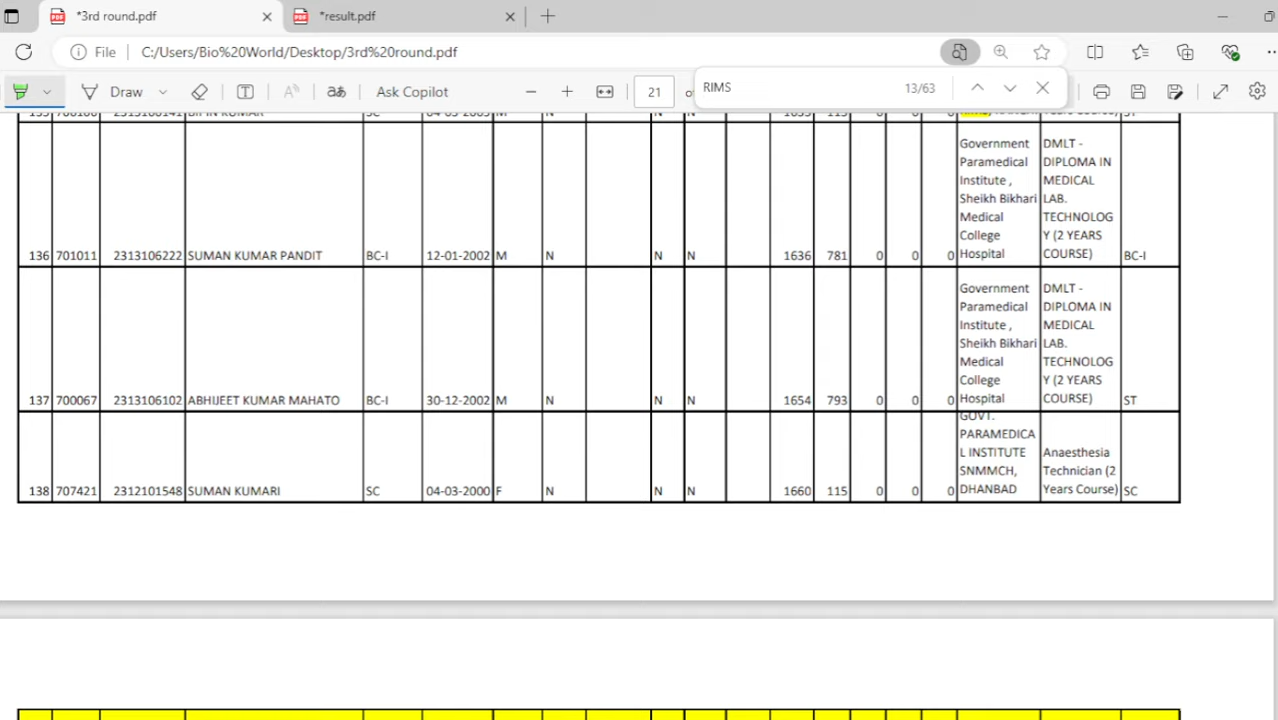 *3rd round.pdf
*result.pdf
File C:/Users/Bio%20World/Desktop/3rd%20round.pdf
Draw
aあ
Ask Copilot
21
RIMS 13/63
136 701011 2313106222 SUMAN KUMAR PANDIT BC-I 12-01-2002 M N N N 1636 781 0 0 0
Government
Paramedical
Institute ,
Sheikh Bikhari
Medical
College
Hospital
DMLT -
DIPLOMA IN
MEDICAL
LAB.
TECHNOLOG
Y (2 YEARS
COURSE)
BC-I
137 700067 2313106102 ABHIJEET KUMAR MAHATO BC-I 30-12-2002 M N N N 1654 793 0 0 0
Government
Paramedical
Institute ,
Sheikh Bikhari
Medical
College
Hospital
DMLT -
DIPLOMA IN
MEDICAL
LAB.
TECHNOLOG
Y (2 YEARS
COURSE)
ST
138 707421 2312101548 SUMAN KUMARI SC 04-03-2000 F N N N 1660 115 0 0 0
GOVT.
PARAMEDICA
L INSTITUTE
SNMMCH,
DHANBAD
Anaesthesia
Technician (2
Years Course)
SC